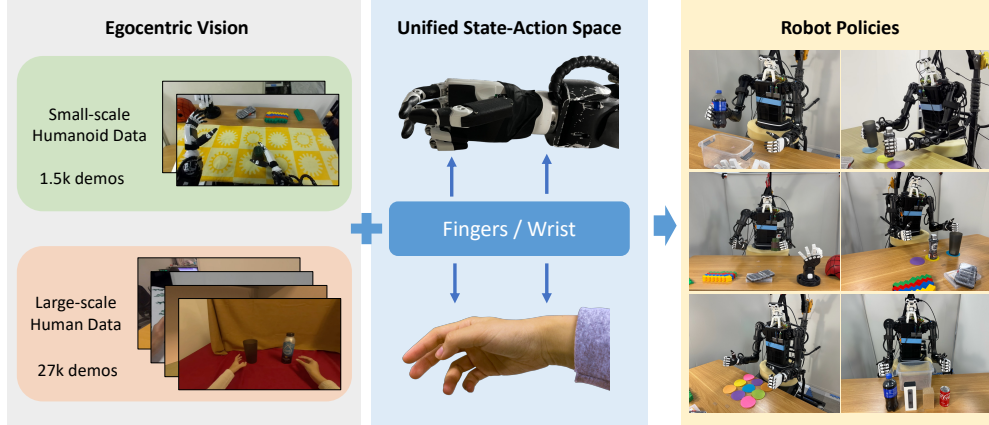 Egocentric Vision
Small-scale
Humanoid Data
1.5k demos
Large-scale
Human Data
27k demos
Unified State-Action Space
Fingers / Wrist
Robot Policies